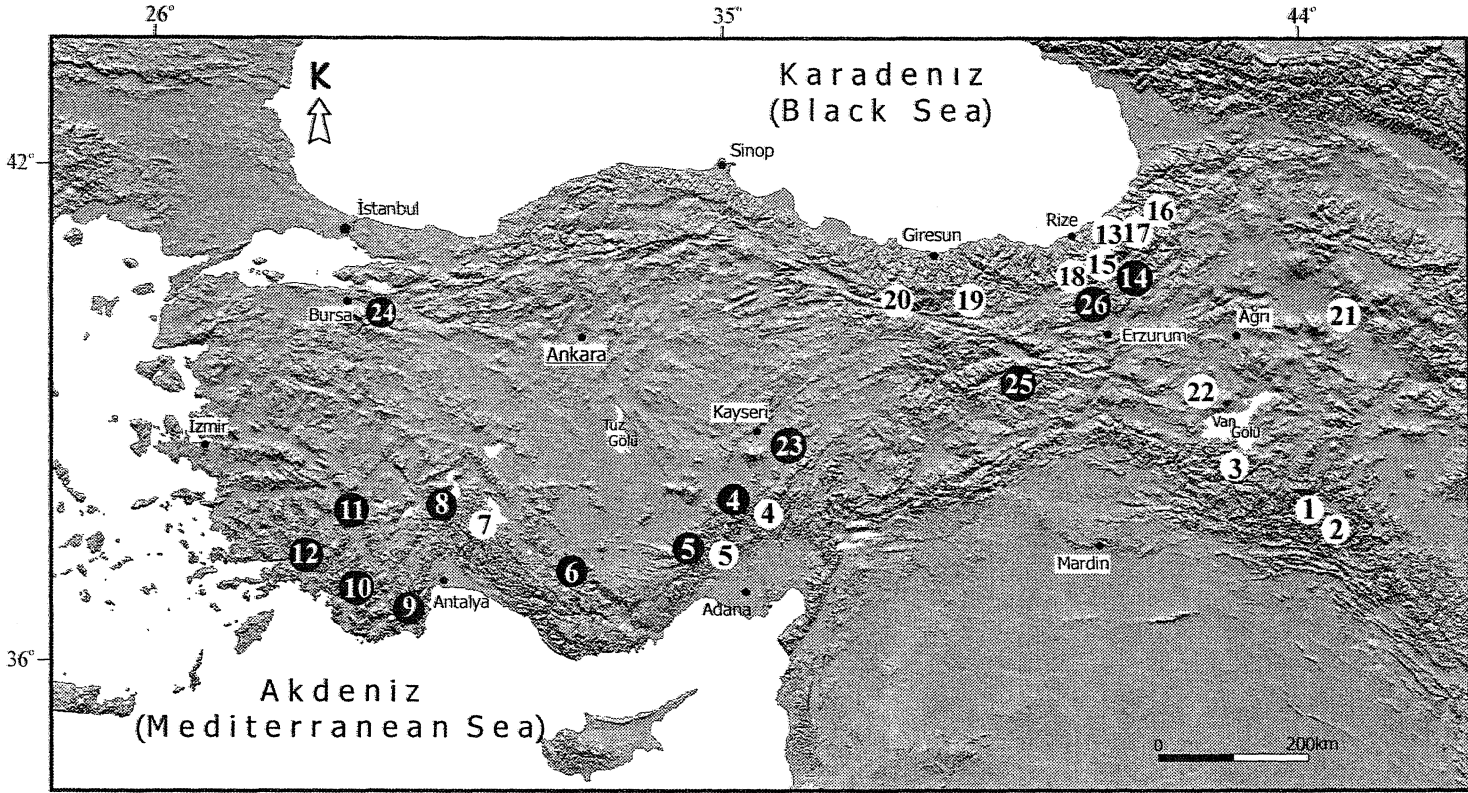 26°
35°
44°
K
Karadenız
(Black Sea)
42°
Sinop
İstanbul
16
Rize
13
17
Giresun
15
18
14
20
19
26
24
Bursa
21
Ağrı
Ankara
Erzurum
25
22
Kayseri
Tuz
Gölü
Van
Gölü
İzmir
23
3
8
4
11
4
1
7
2
12
5
5
Mardin
6
10
Antalya
9
Adana
36°
Akdeniz
(Mediterranean Sea)
0
200km